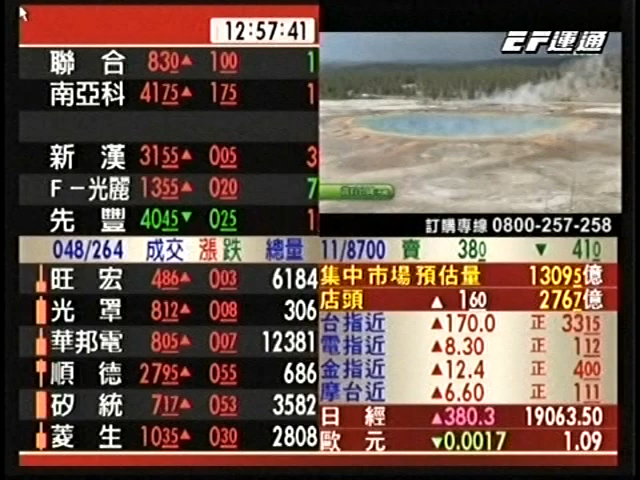 12:57:41
EF運通
聯合 830▲ 100 1
南亞科 4175▲ 175 1
新漢 3155▲ 005 3
F－光麗 1355▲ 020 7
先豐 4045▼ 025 1
訂購專線 0800-257-258
048/264 成交 漲跌 總量
11/8700 賣 380 ▼ 410
旺宏 486▲ 003 6184
光罩 812▲ 008 306
華邦電 805▲ 007 12381
順德 2795▲ 055 686
矽統 717▲ 053 3582
菱生 1035▲ 030 2808
集中市場預估量 13095億
店頭 ▲ 160 2767億
台指近 ▲170.0 正 3315
電指近 ▲8.30 正 112
金指近 ▲12.4 正 400
摩台近 ▲6.60 正 111
日經 ▲380.3 19063.50
歐元 ▼0.0017 1.09